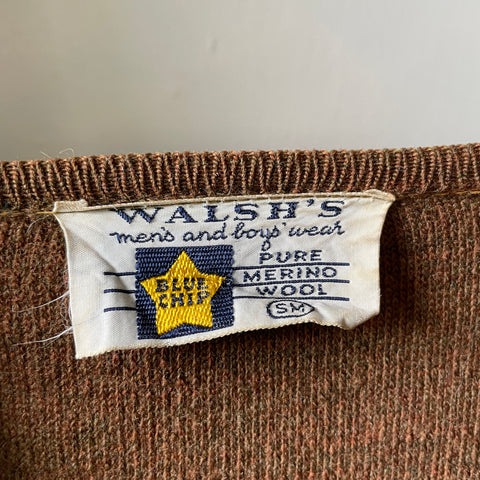 WALSH'S
men's and boys' wear
PURE
MERINO
WOOL
SM
BLUE
CHIP